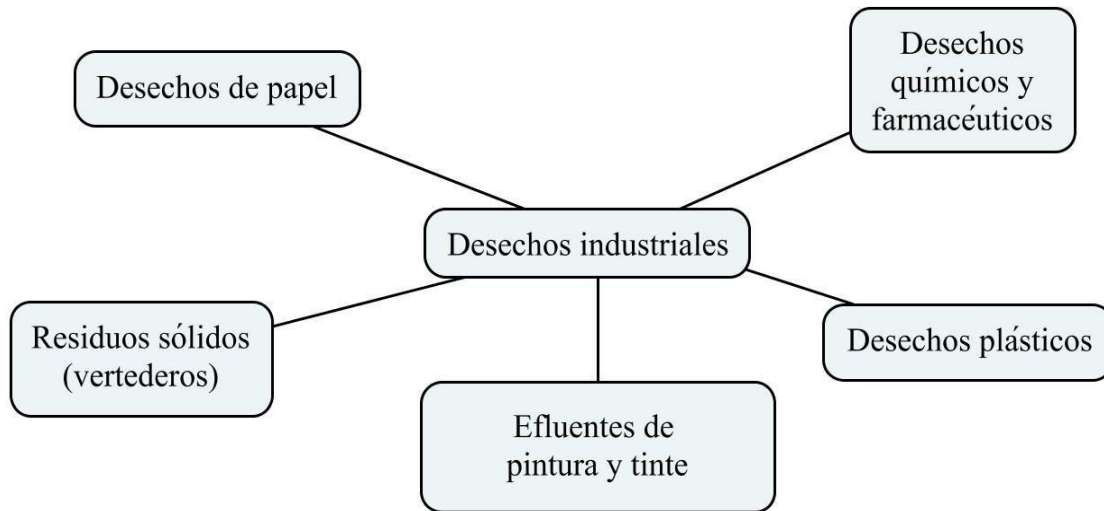 Desechos de papel
Desechos
químicos y
farmacéuticos
Desechos industriales
Residuos sólidos
(vertederos)
Efluentes de
pintura y tinte
Desechos plásticos